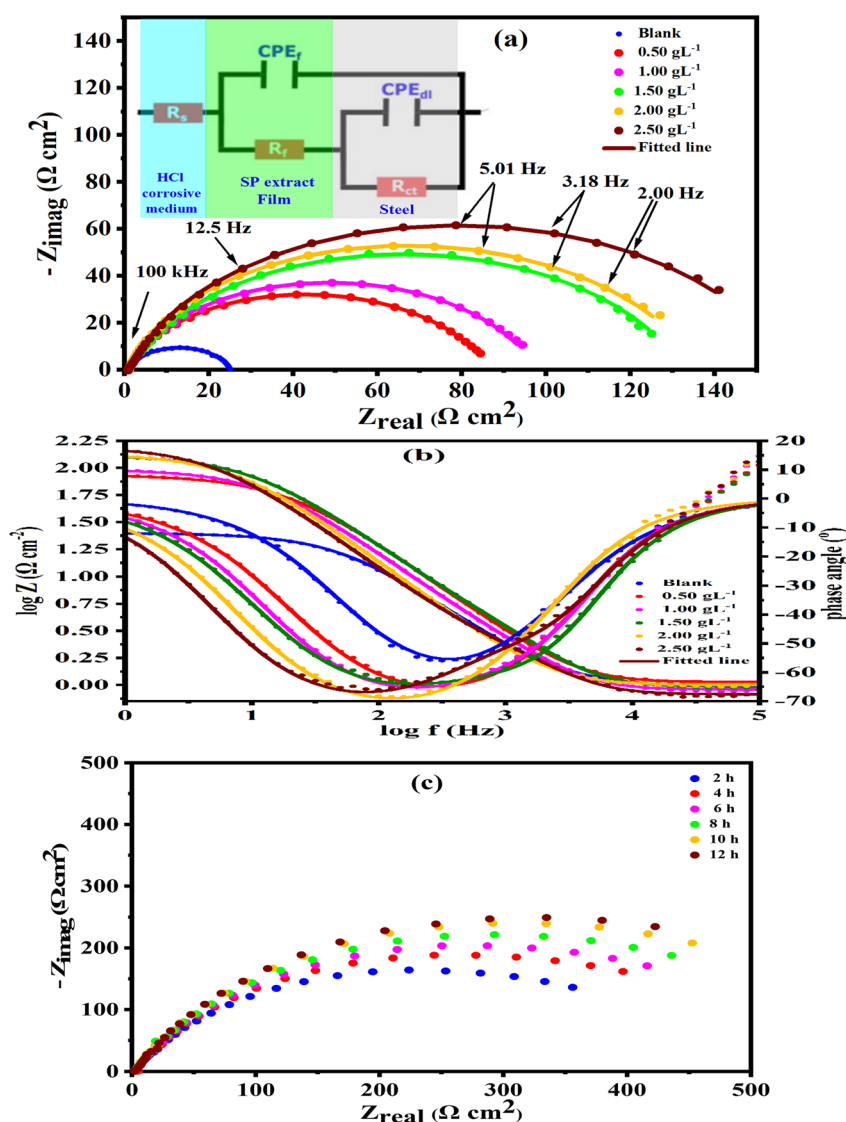 (a)
150
120
90
60
30
0
- Zimag (Ω cm²)
0 20 40 60 80 100 120 140
Zreal (Ω cm²)
CPEf
CPEdl
Rs
Rf
Rct
HCl
corrosive
medium
SP extract
Film
Steel
Blank
0.50 gL⁻¹
1.00 gL⁻¹
1.50 gL⁻¹
2.00 gL⁻¹
2.50 gL⁻¹
Fitted line
100 kHz
12.5 Hz
5.01 Hz
3.18 Hz
2.00 Hz
(b)
2.25
2.00
1.75
1.50
1.25
1.00
0.75
0.50
0.25
0.00
log Z (Ω cm⁻²)
20
10
0
−10
−20
−30
−40
−50
−60
−70
phase angle (⁰)
Blank
0.50 gL⁻¹
1.00 gL⁻¹
1.50 gL⁻¹
2.00 gL⁻¹
2.50 gL⁻¹
Fitted line
0 1 2 3 4 5
log f (Hz)
(c)
500
400
300
200
100
0
-Zimag (Ωcm²)
2 h
4 h
6 h
8 h
10 h
12 h
0 100 200 300 400 500
Zreal (Ω cm²)